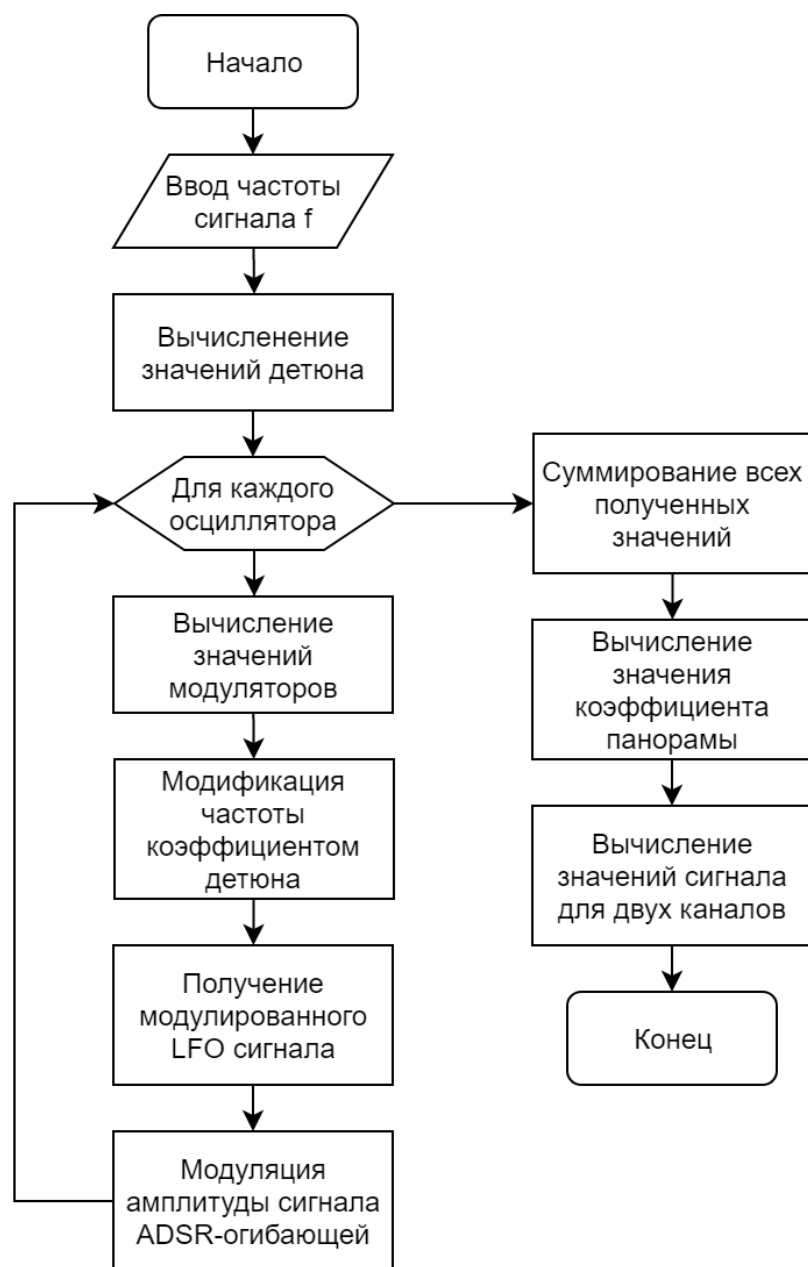 Начало
Ввод частоты
сигнала f
Вычисленение
значений детюна
Для каждого
осциллятора
Вычисление
значений
модуляторов
Модификация
частоты
коэффициентом
детюна
Получение
модулированного
LFO сигнала
Модуляция
амплитуды сигнала
ADSR-огибающей
Суммирование всех
полученных
значений
Вычисление
значения
коэффициента
панорамы
Вычисление
значений сигнала
для двух каналов
Конец